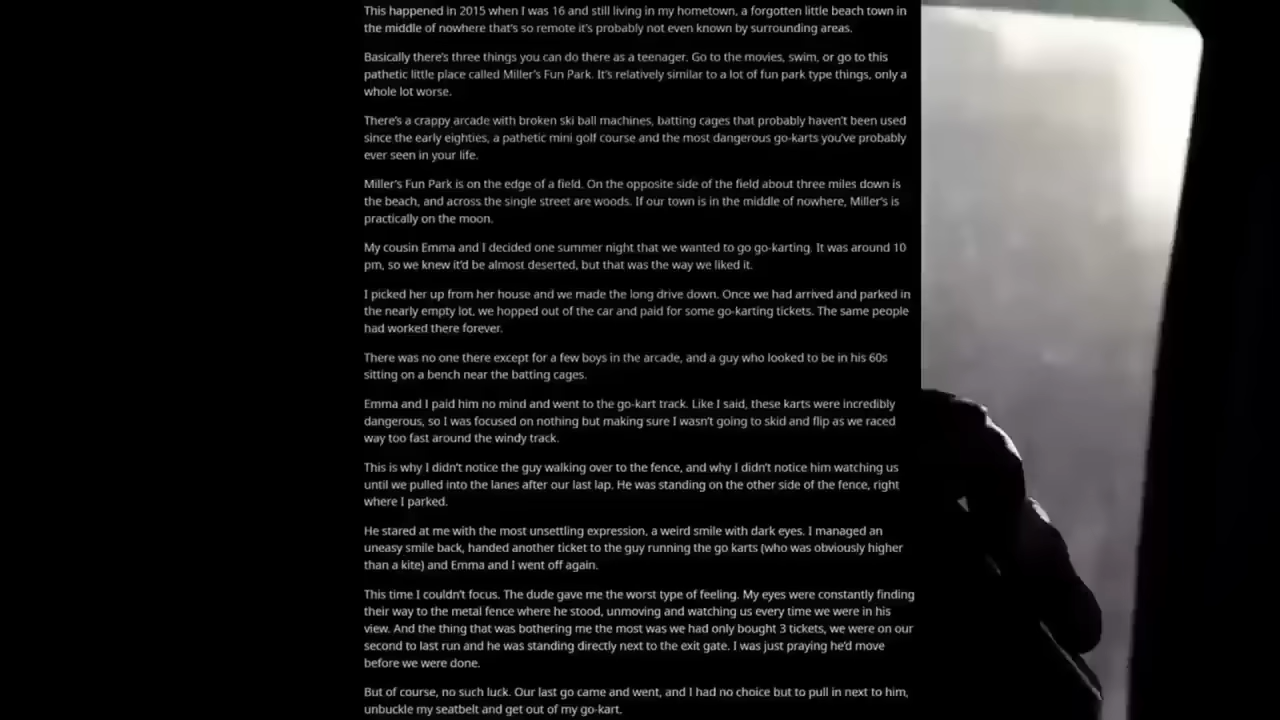 This happened in 2015 when I was 16 and still living in my hometown, a forgotten little beach town in
the middle of nowhere that's so remote it's probably not even known by surrounding areas.
Basically there's three things you can do there as a teenager. Go to the movies, swim, or go to this
pathetic little place called Miller's Fun Park. It's relatively similar to a lot of fun park type things, only a
whole lot worse.
There's a crappy arcade with broken ski ball machines, batting cages that probably haven't been used
since the early eighties, a pathetic mini golf course and the most dangerous go-karts you've probably
ever seen in your life.
Miller's Fun Park is on the edge of a field. On the opposite side of the field about three miles down is
the beach, and across the single street are woods. If our town is in the middle of nowhere, Miller's is
practically on the moon.
My cousin Emma and I decided one summer night that we wanted to go go-karting. It was around 10
pm, so we knew it'd be almost deserted, but that was the way we liked it.
I picked her up from her house and we made the long drive down. Once we had arrived and parked in
the nearly empty lot, we hopped out of the car and paid for some go-karting tickets. The same people
had worked there forever.
There was no one there except for a few boys in the arcade, and a guy who looked to be in his 60s
sitting on a bench near the batting cages.
Emma and I paid him no mind and went to the go-kart track. Like I said, these karts were incredibly
dangerous, so I was focused on nothing but making sure I wasn't going to skid and flip as we raced
way too fast around the windy track.
This is why I didn't notice the guy walking over to the fence, and why I didn't notice him watching us
until we pulled into the lanes after our last lap. He was standing on the other side of the fence, right
where I parked.
He stared at me with the most unsettling expression, a weird smile with dark eyes. I managed an
uneasy smile back, handed another ticket to the guy running the go karts (who was obviously higher
than a kite) and Emma and I went off again.
This time I couldn't focus. The dude gave me the worst type of feeling. My eyes were constantly finding
their way to the metal fence where he stood, unmoving and watching us every time we were in his
view. And the thing that was bothering me the most was we had only bought 3 tickets, we were on our
second to last run and he was standing directly next to the exit gate. I was just praying he'd move
before we were done.
But of course, no such luck. Our last go came and went, and I had no choice but to pull in next to him,
unbuckle my seatbelt and get out of my go-kart.